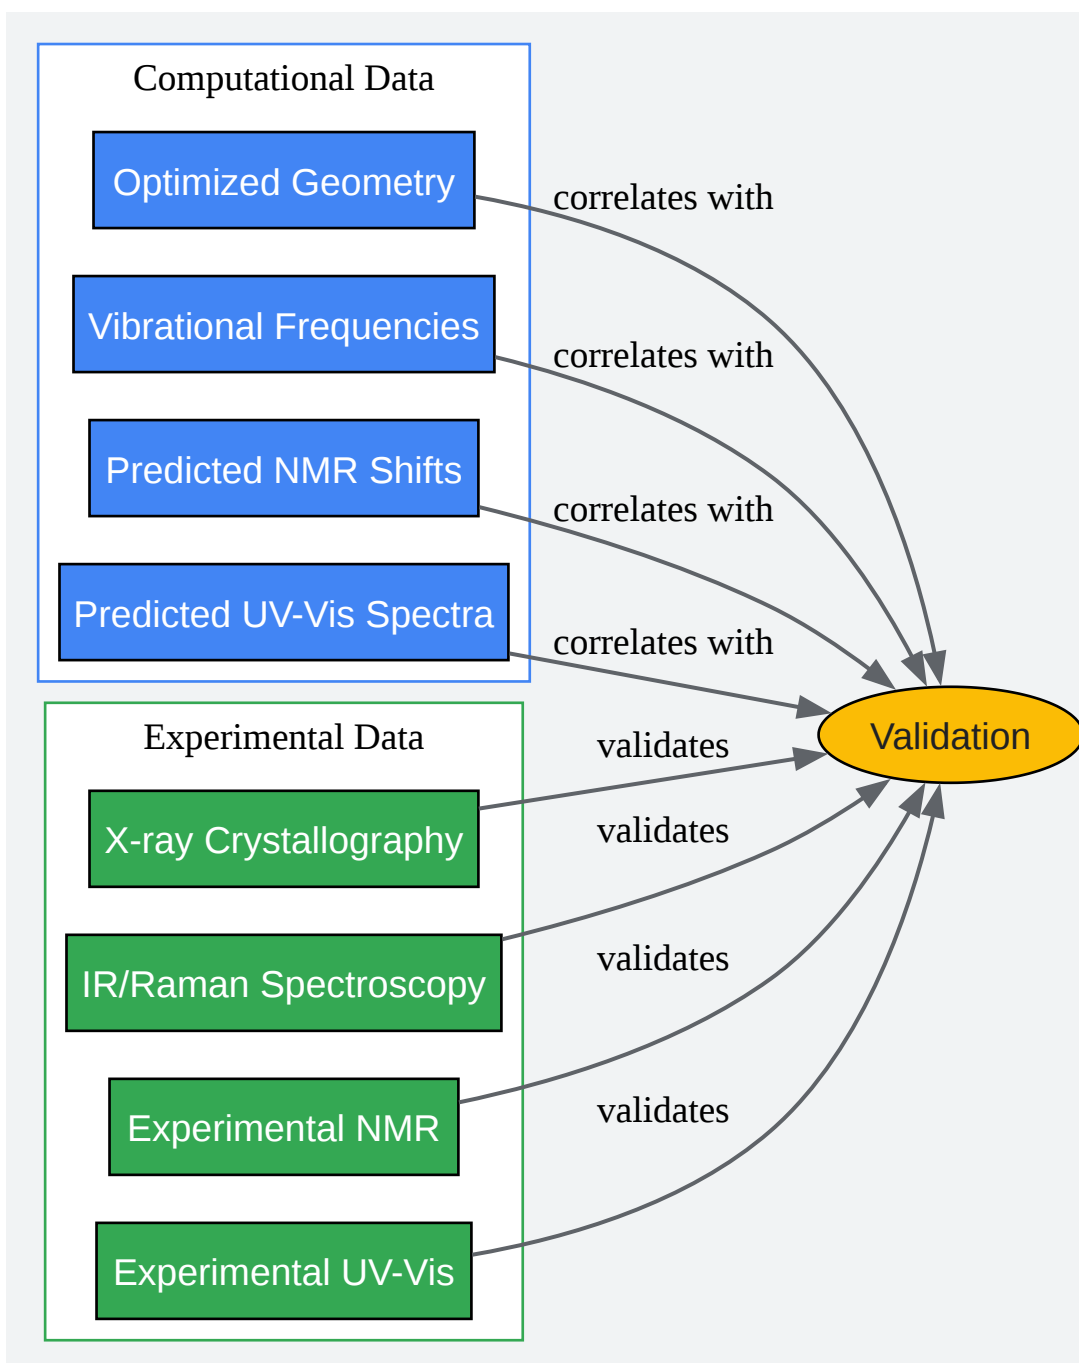 Computational Data
Optimized Geometry
correlates with
Vibrational Frequencies
correlates with
Predicted NMR Shifts
correlates with
Predicted UV-Vis Spectra
correlates with
Validation
Experimental Data
validates
X-ray Crystallography
validates
IR/Raman Spectroscopy
validates
Experimental NMR
validates
Experimental UV-Vis